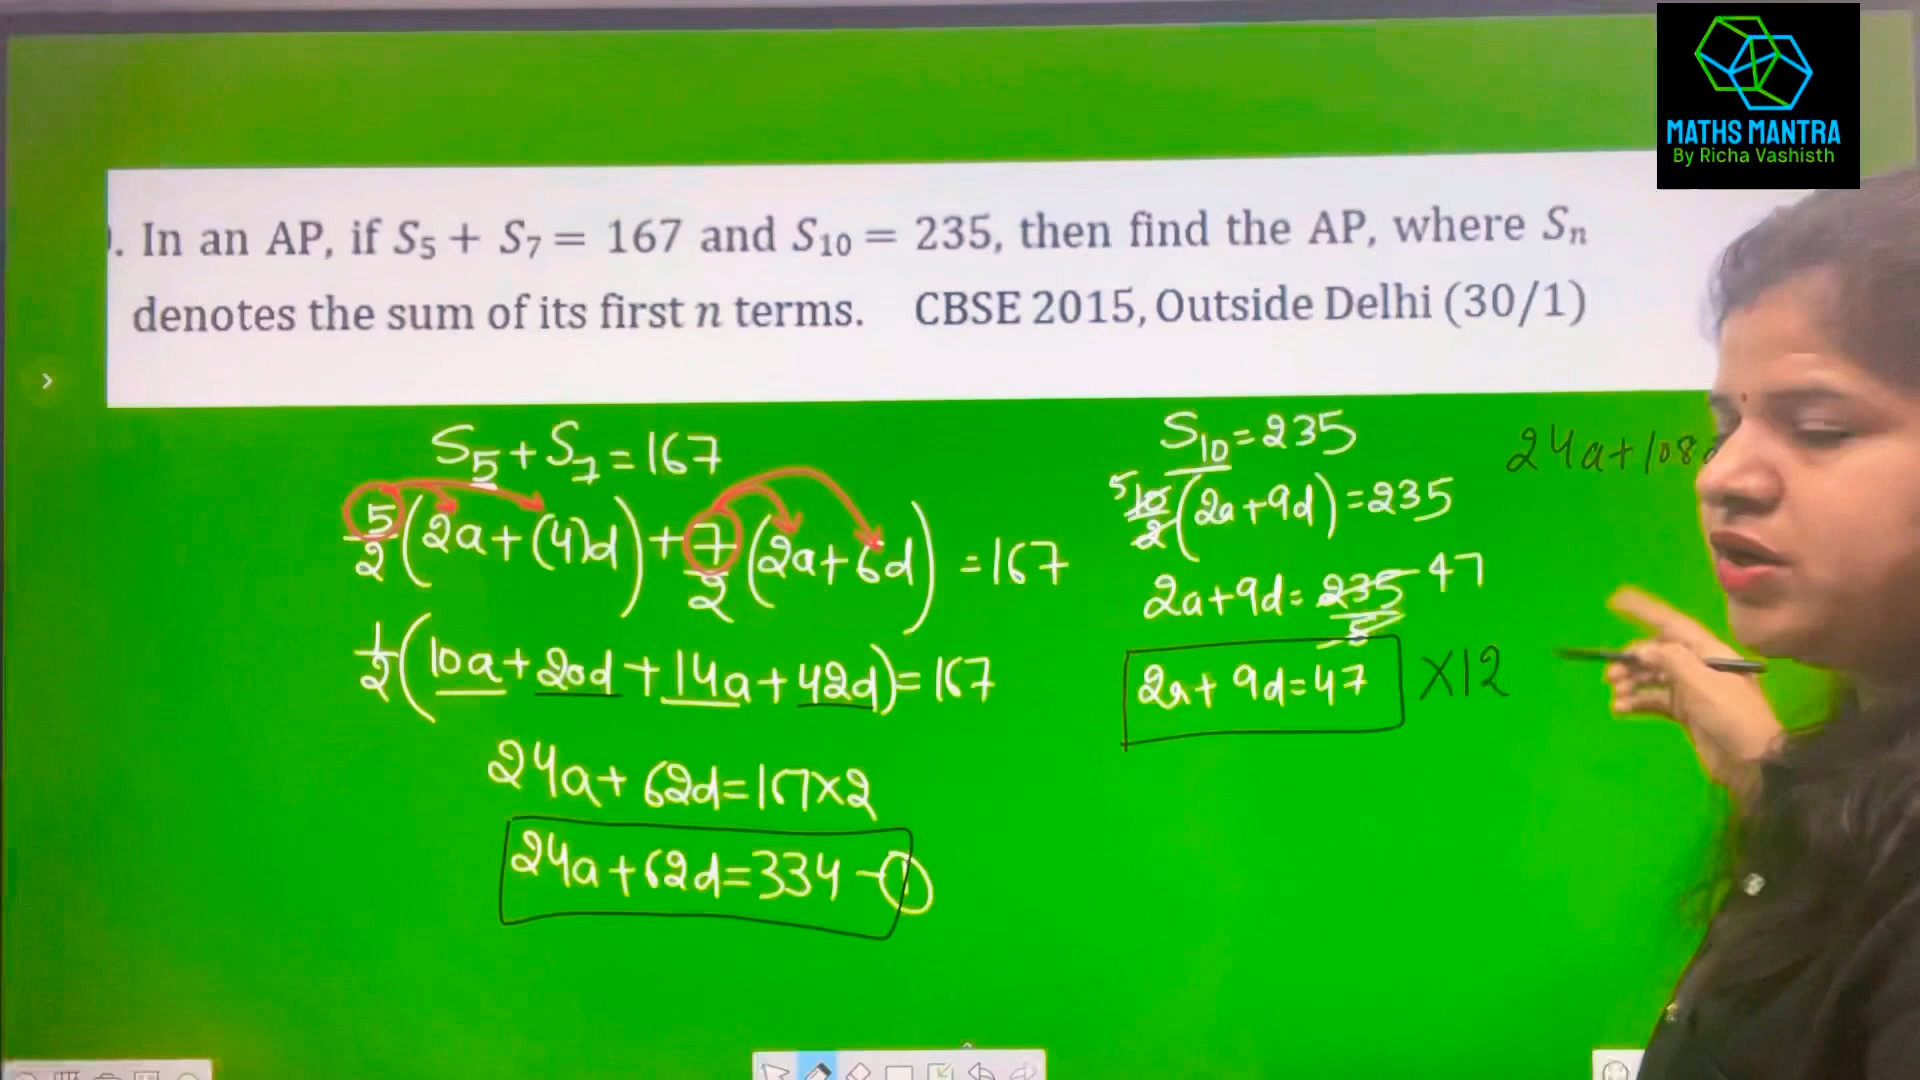 MATHS MANTRA
By Richa Vashisth
. In an AP, if S₅ + S₇ = 167 and S₁₀ = 235, then find the AP, where Sₙ
denotes the sum of its first n terms. CBSE 2015, Outside Delhi (30/1)
S₅+S₇=167
5/2(2a+(4)d)+7/2(2a+6d)=167
1/2(10a+20d+14a+42d)=167
24a+62d=167×2
24a+62d=334-①
S₁₀=235
5 10/2(2a+9d)=235
2a+9d=235/5 47
2a+9d=47 ×12
24a+108